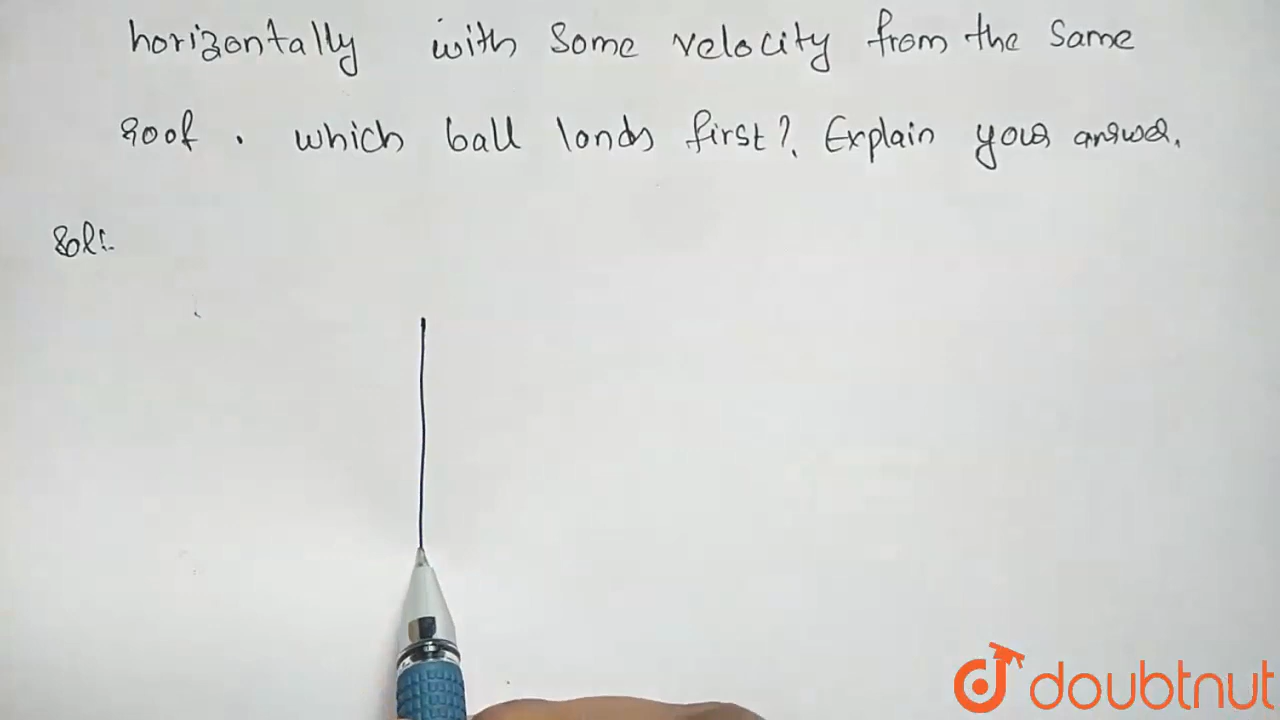 horizontally with some velocity from the same
roof. which ball lands first?. Explain your answer.
Sol:-
doubtnut